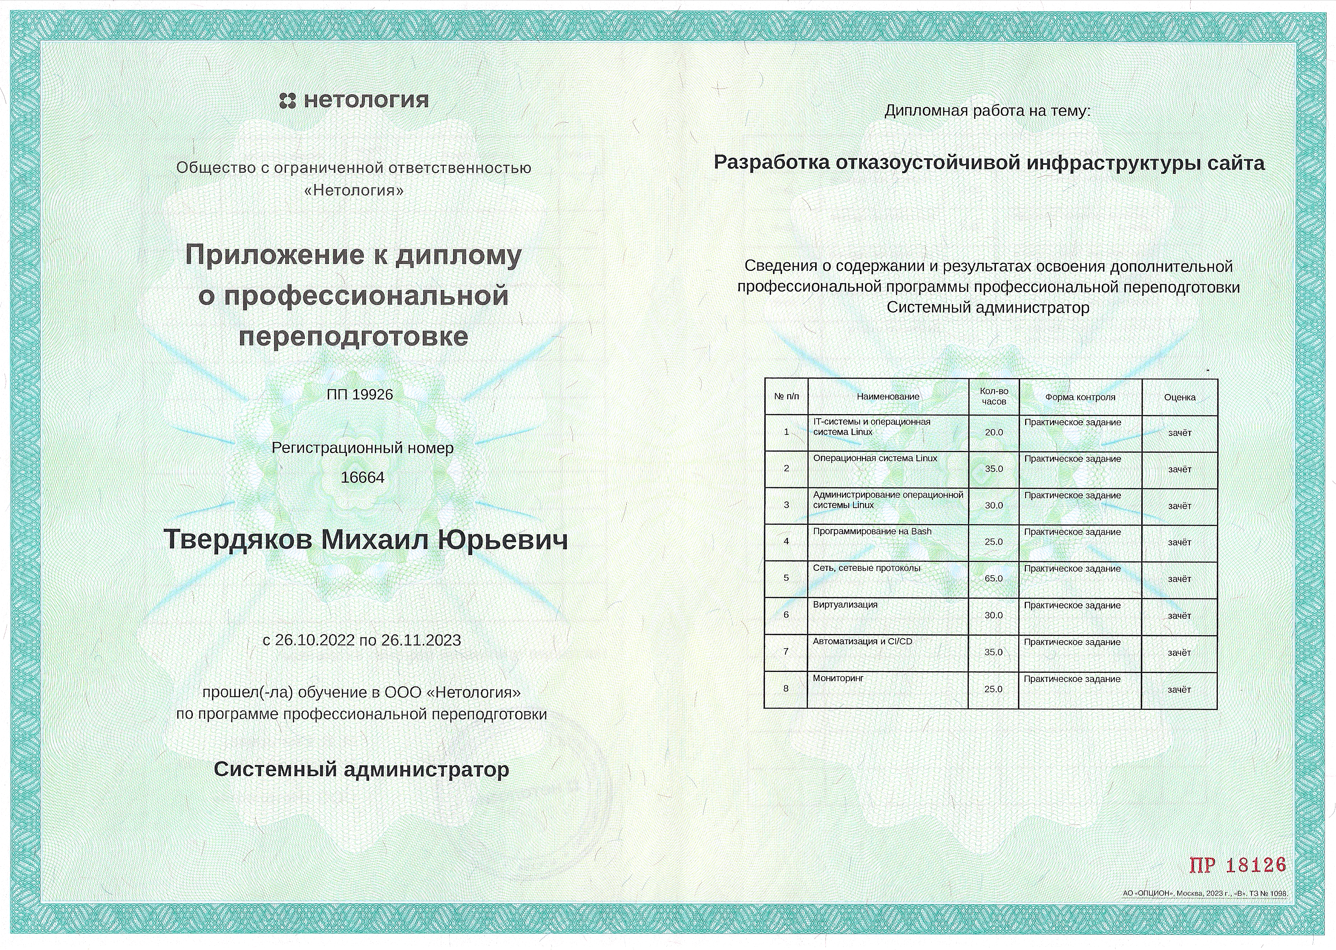 нетология
Общество с ограниченной ответственностью
«Нетология»
Приложение к диплому
о профессиональной
переподготовке
ПП 19926
Регистрационный номер
16664
Твердяков Михаил Юрьевич
с 26.10.2022 по 26.11.2023
прошел(-ла) обучение в ООО «Нетология»
по программе профессиональной переподготовки
Системный администратор
Дипломная работа на тему:
Разработка отказоустойчивой инфраструктуры сайта
Сведения о содержании и результатах освоения дополнительной
профессиональной программы профессиональной переподготовки
Системный администратор
№ п/п Наименование Кол-во часов Форма контроля Оценка
1 IT-системы и операционная система Linux 20.0 Практическое задание зачёт
2 Операционная система Linux 35.0 Практическое задание зачёт
3 Администрирование операционной системы Linux 30.0 Практическое задание зачёт
4 Программирование на Bash 25.0 Практическое задание зачёт
5 Сеть, сетевые протоколы 65.0 Практическое задание зачёт
6 Виртуализация 30.0 Практическое задание зачёт
7 Автоматизация и CI/CD 35.0 Практическое задание зачёт
8 Мониторинг 25.0 Практическое задание зачёт
ПР 18126
АО «ОПЦИОН», Москва, 2023 г., «В». ТЗ № 1098.